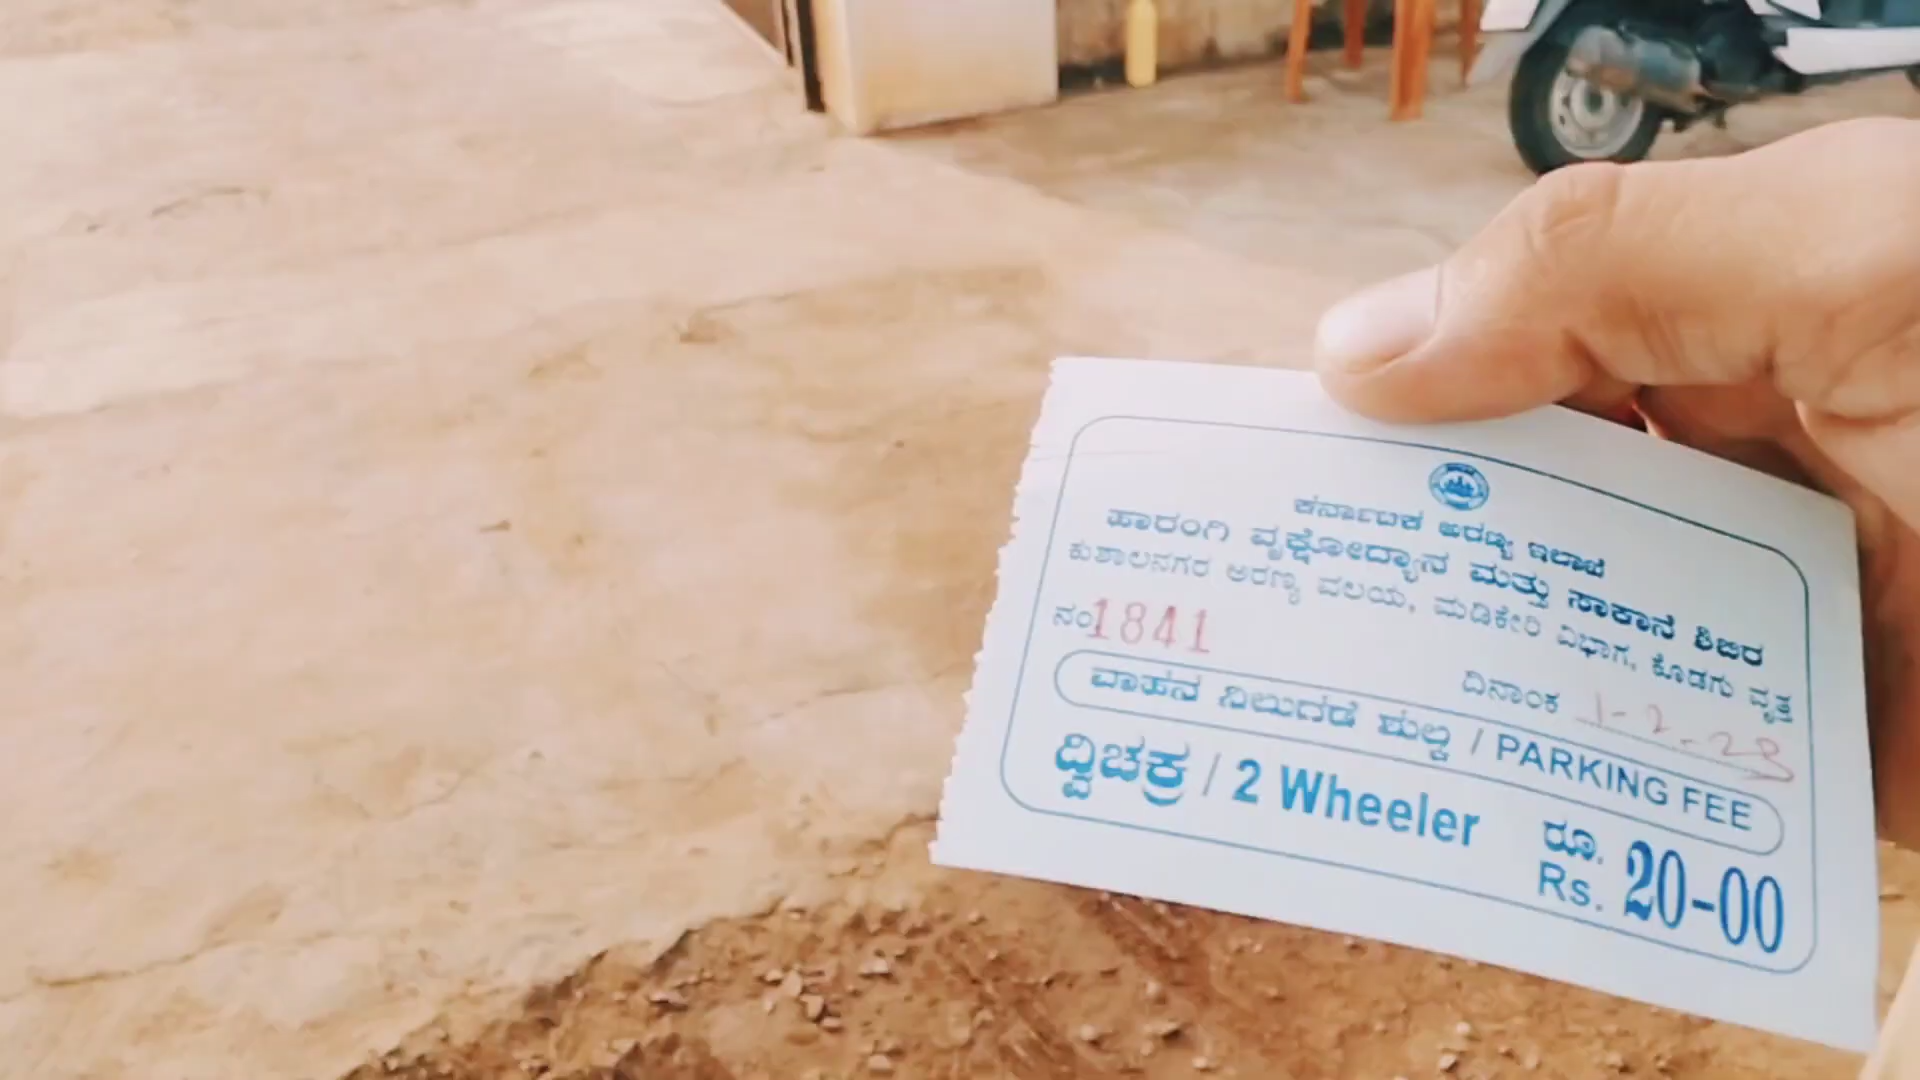 ಕರ್ನಾಟಕ ಅರಣ್ಯ ಇಲಾಖೆ
ಹಾರಂಗಿ ವೃಕ್ಷೋದ್ಯಾನ ಮತ್ತು ಸಾಕಾನೆ ಶಿಬಿರ
ಕುಶಾಲನಗರ ಅರಣ್ಯ ವಲಯ, ಮಡಿಕೇರಿ ವಿಭಾಗ, ಕೊಡಗು ವೃತ್ತ
ನಂ 1841
ದಿನಾಂಕ 1-2-23
ವಾಹನ ನಿಲುಗಡೆ ಶುಲ್ಕ / PARKING FEE
ದ್ವಿಚಕ್ರ / 2 Wheeler ರೂ. Rs. 20-00